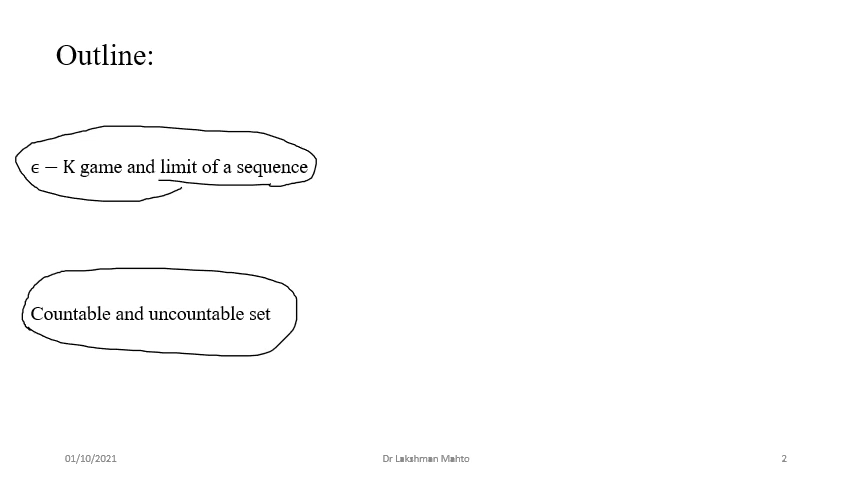 Outline:
ϵ − K game and limit of a sequence
Countable and uncountable set
01/10/2021
Dr Lakshman Mahto
2